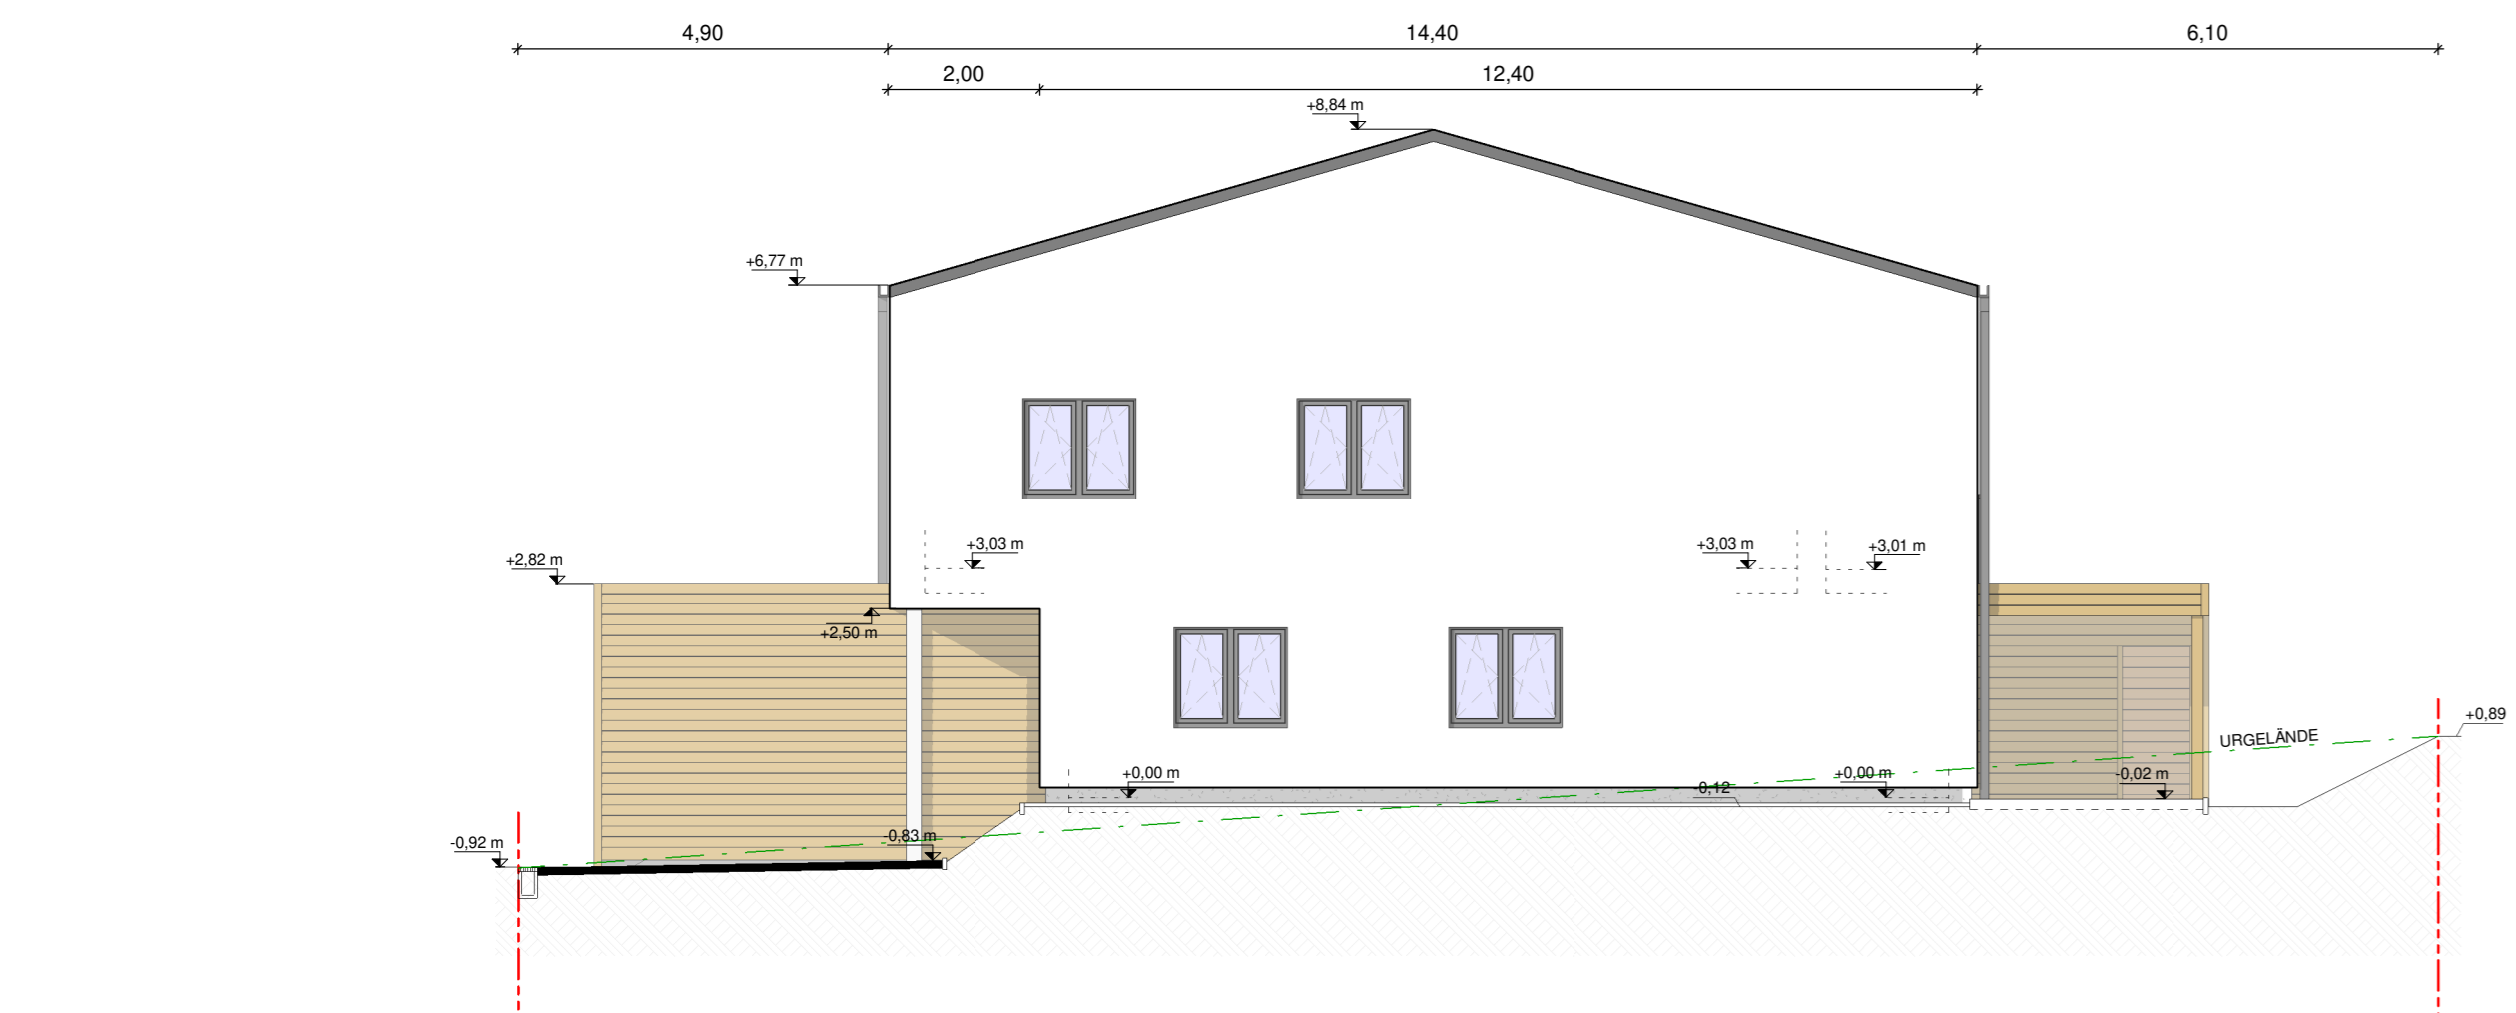 4,90 14,40 6,10
2,00 12,40
+8,84 m
+6,77 m
+3,03 m +3,03 m +3,01 m
+2,82 m
+2,50 m
+0,89
URGELÄNDE
+0,00 m -0,12 +0,00 m -0,02 m
-0,92 m -0,83 m